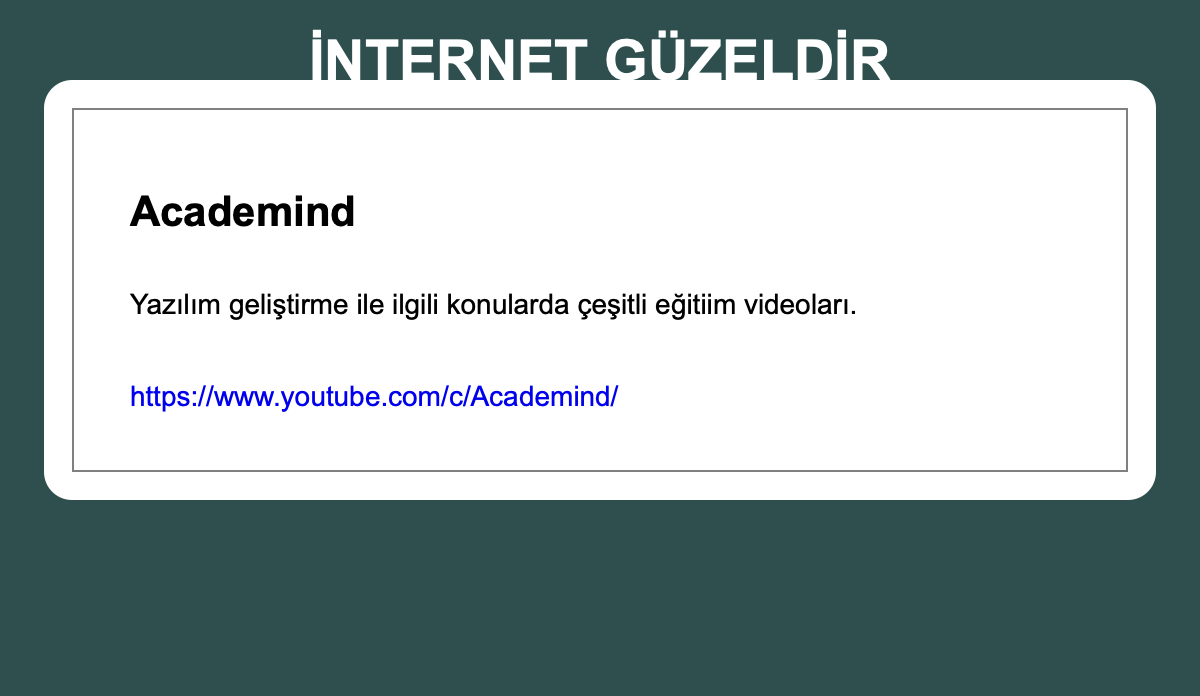 İNTERNET GÜZELDİR
Academind
Yazılım geliştirme ile ilgili konularda çeşitli eğitiim videoları.
https://www.youtube.com/c/Academind/